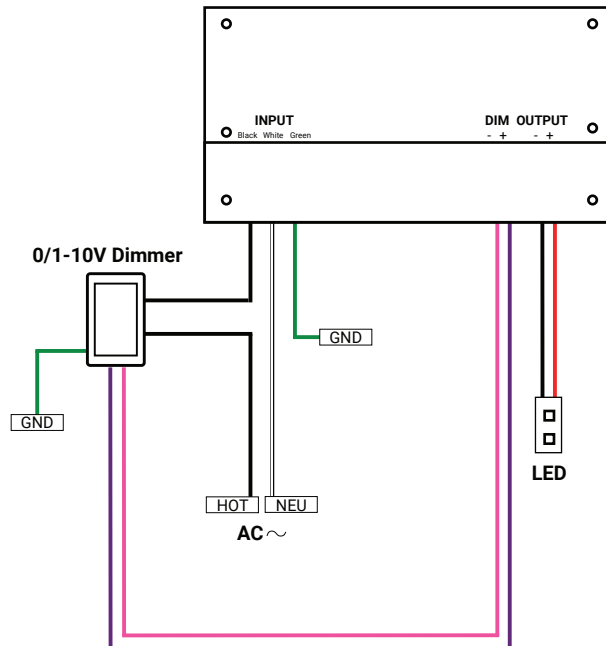 INPUT
DIM OUTPUT
Black White Green
- + - +
0/1-10V Dimmer
GND
GND
LED
HOT NEU
AC ～